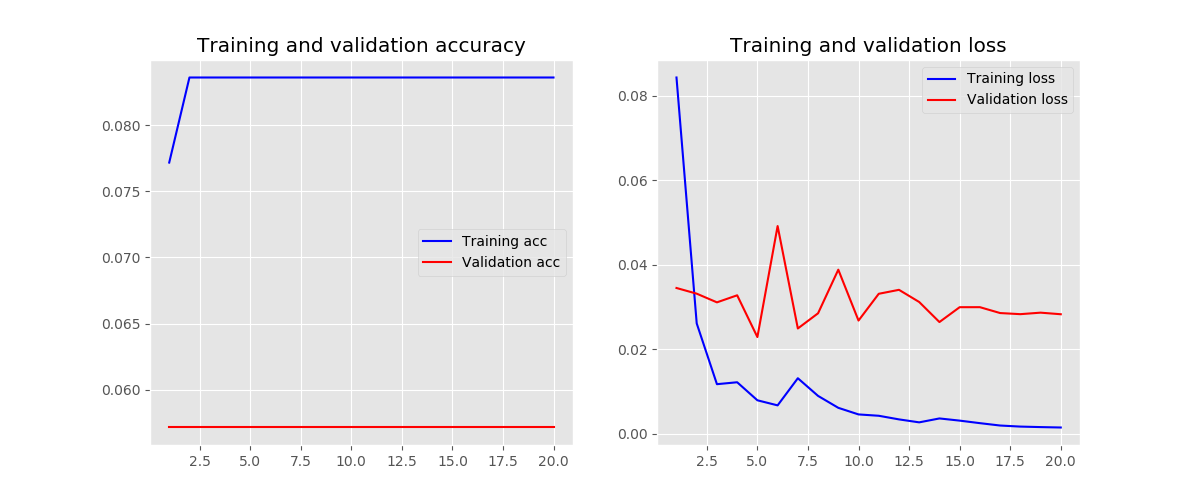 Training and validation accuracy
0.080
0.075
0.070
0.065
0.060
Training acc
Validation acc
2.5 5.0 7.5 10.0 12.5 15.0 17.5 20.0
Training and validation loss
0.08
0.06
0.04
0.02
0.00
Training loss
Validation loss
2.5 5.0 7.5 10.0 12.5 15.0 17.5 20.0